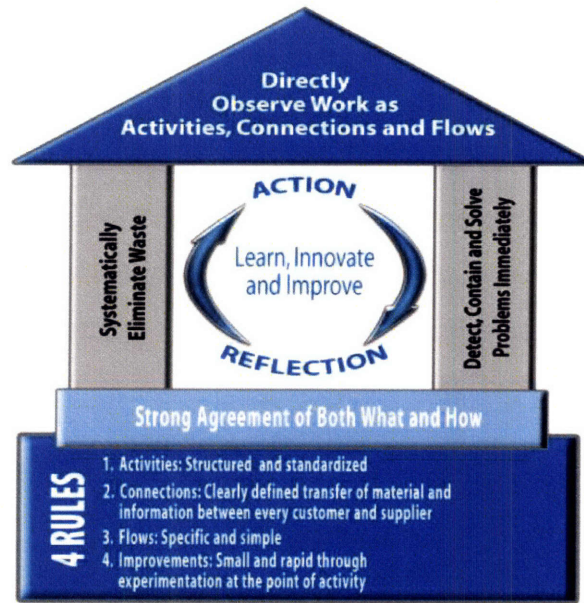 Directly
Observe Work as
Activities, Connections and Flows
Systematically
Eliminate Waste
ACTION
Learn, Innovate
and Improve
REFLECTION
Detect, Contain and Solve
Problems Immediately
Strong Agreement of Both What and How
4 RULES
1. Activities: Structured and standardized
2. Connections: Clearly defined transfer of material and
information between every customer and supplier
3. Flows: Specific and simple
4. Improvements: Small and rapid through
experimentation at the point of activity